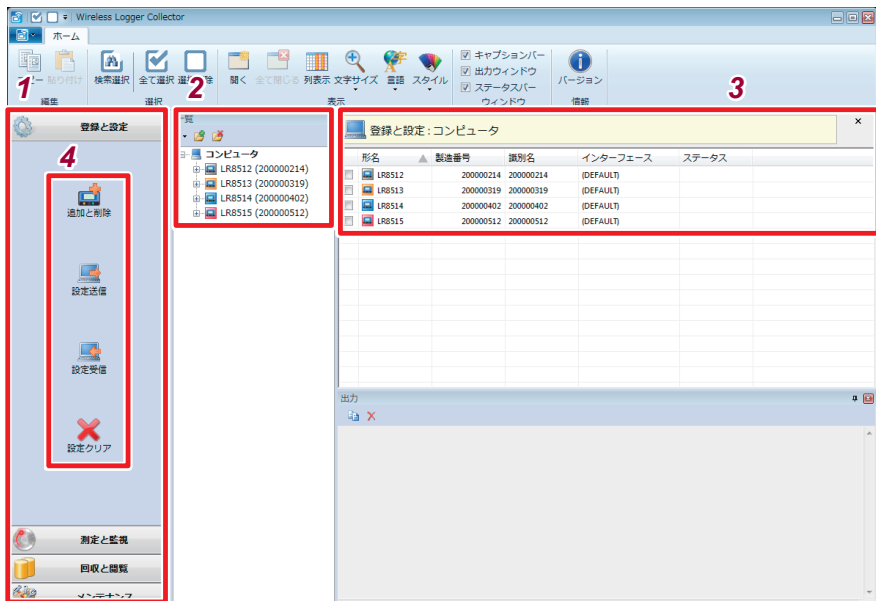 Wireless Logger Collector
ホーム
貼り付け
検索選択
全て選択
開く
全て閉じる
列表示
文字サイズ
言語
スタイル
キャプションバー
出力ウィンドウ
ステータスバー
バージョン
編集
選択
表示
ウィンドウ
情報
1
2
3
登録と設定
4
追加と削除
設定送信
設定受信
設定クリア
測定と監視
回収と閲覧
メンテナンス
コンピュータ
LR8512 (200000214)
LR8513 (200000319)
LR8514 (200000402)
LR8515 (200000512)
登録と設定:コンピュータ
形名 製造番号 識別名 インターフェース ステータス
LR8512 200000214 200000214 (DEFAULT)
LR8513 200000319 200000319 (DEFAULT)
LR8514 200000402 200000402 (DEFAULT)
LR8515 200000512 200000512 (DEFAULT)
出力